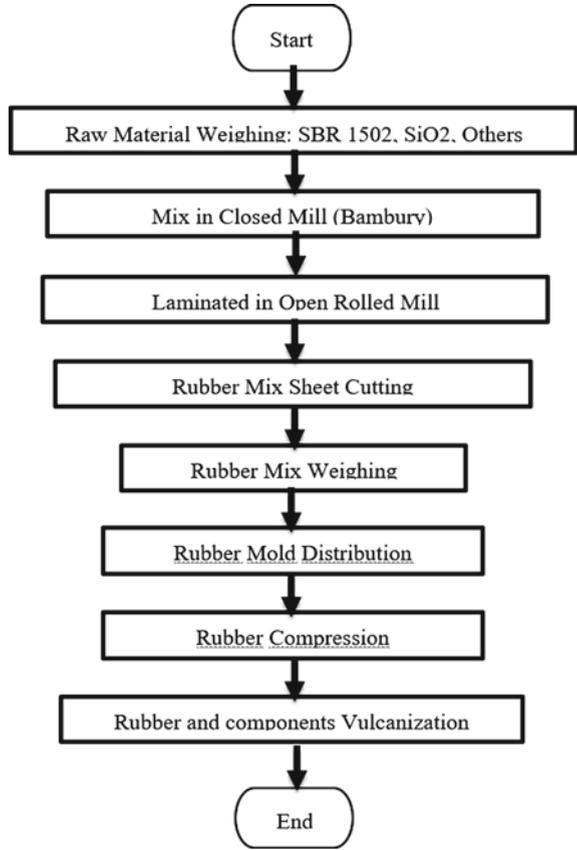 Start
Raw Material Weighing: SBR 1502, SiO2, Others
Mix in Closed Mill (Bambury)
Laminated in Open Rolled Mill
Rubber Mix Sheet Cutting
Rubber Mix Weighing
Rubber Mold Distribution
Rubber Compression
Rubber and components Vulcanization
End